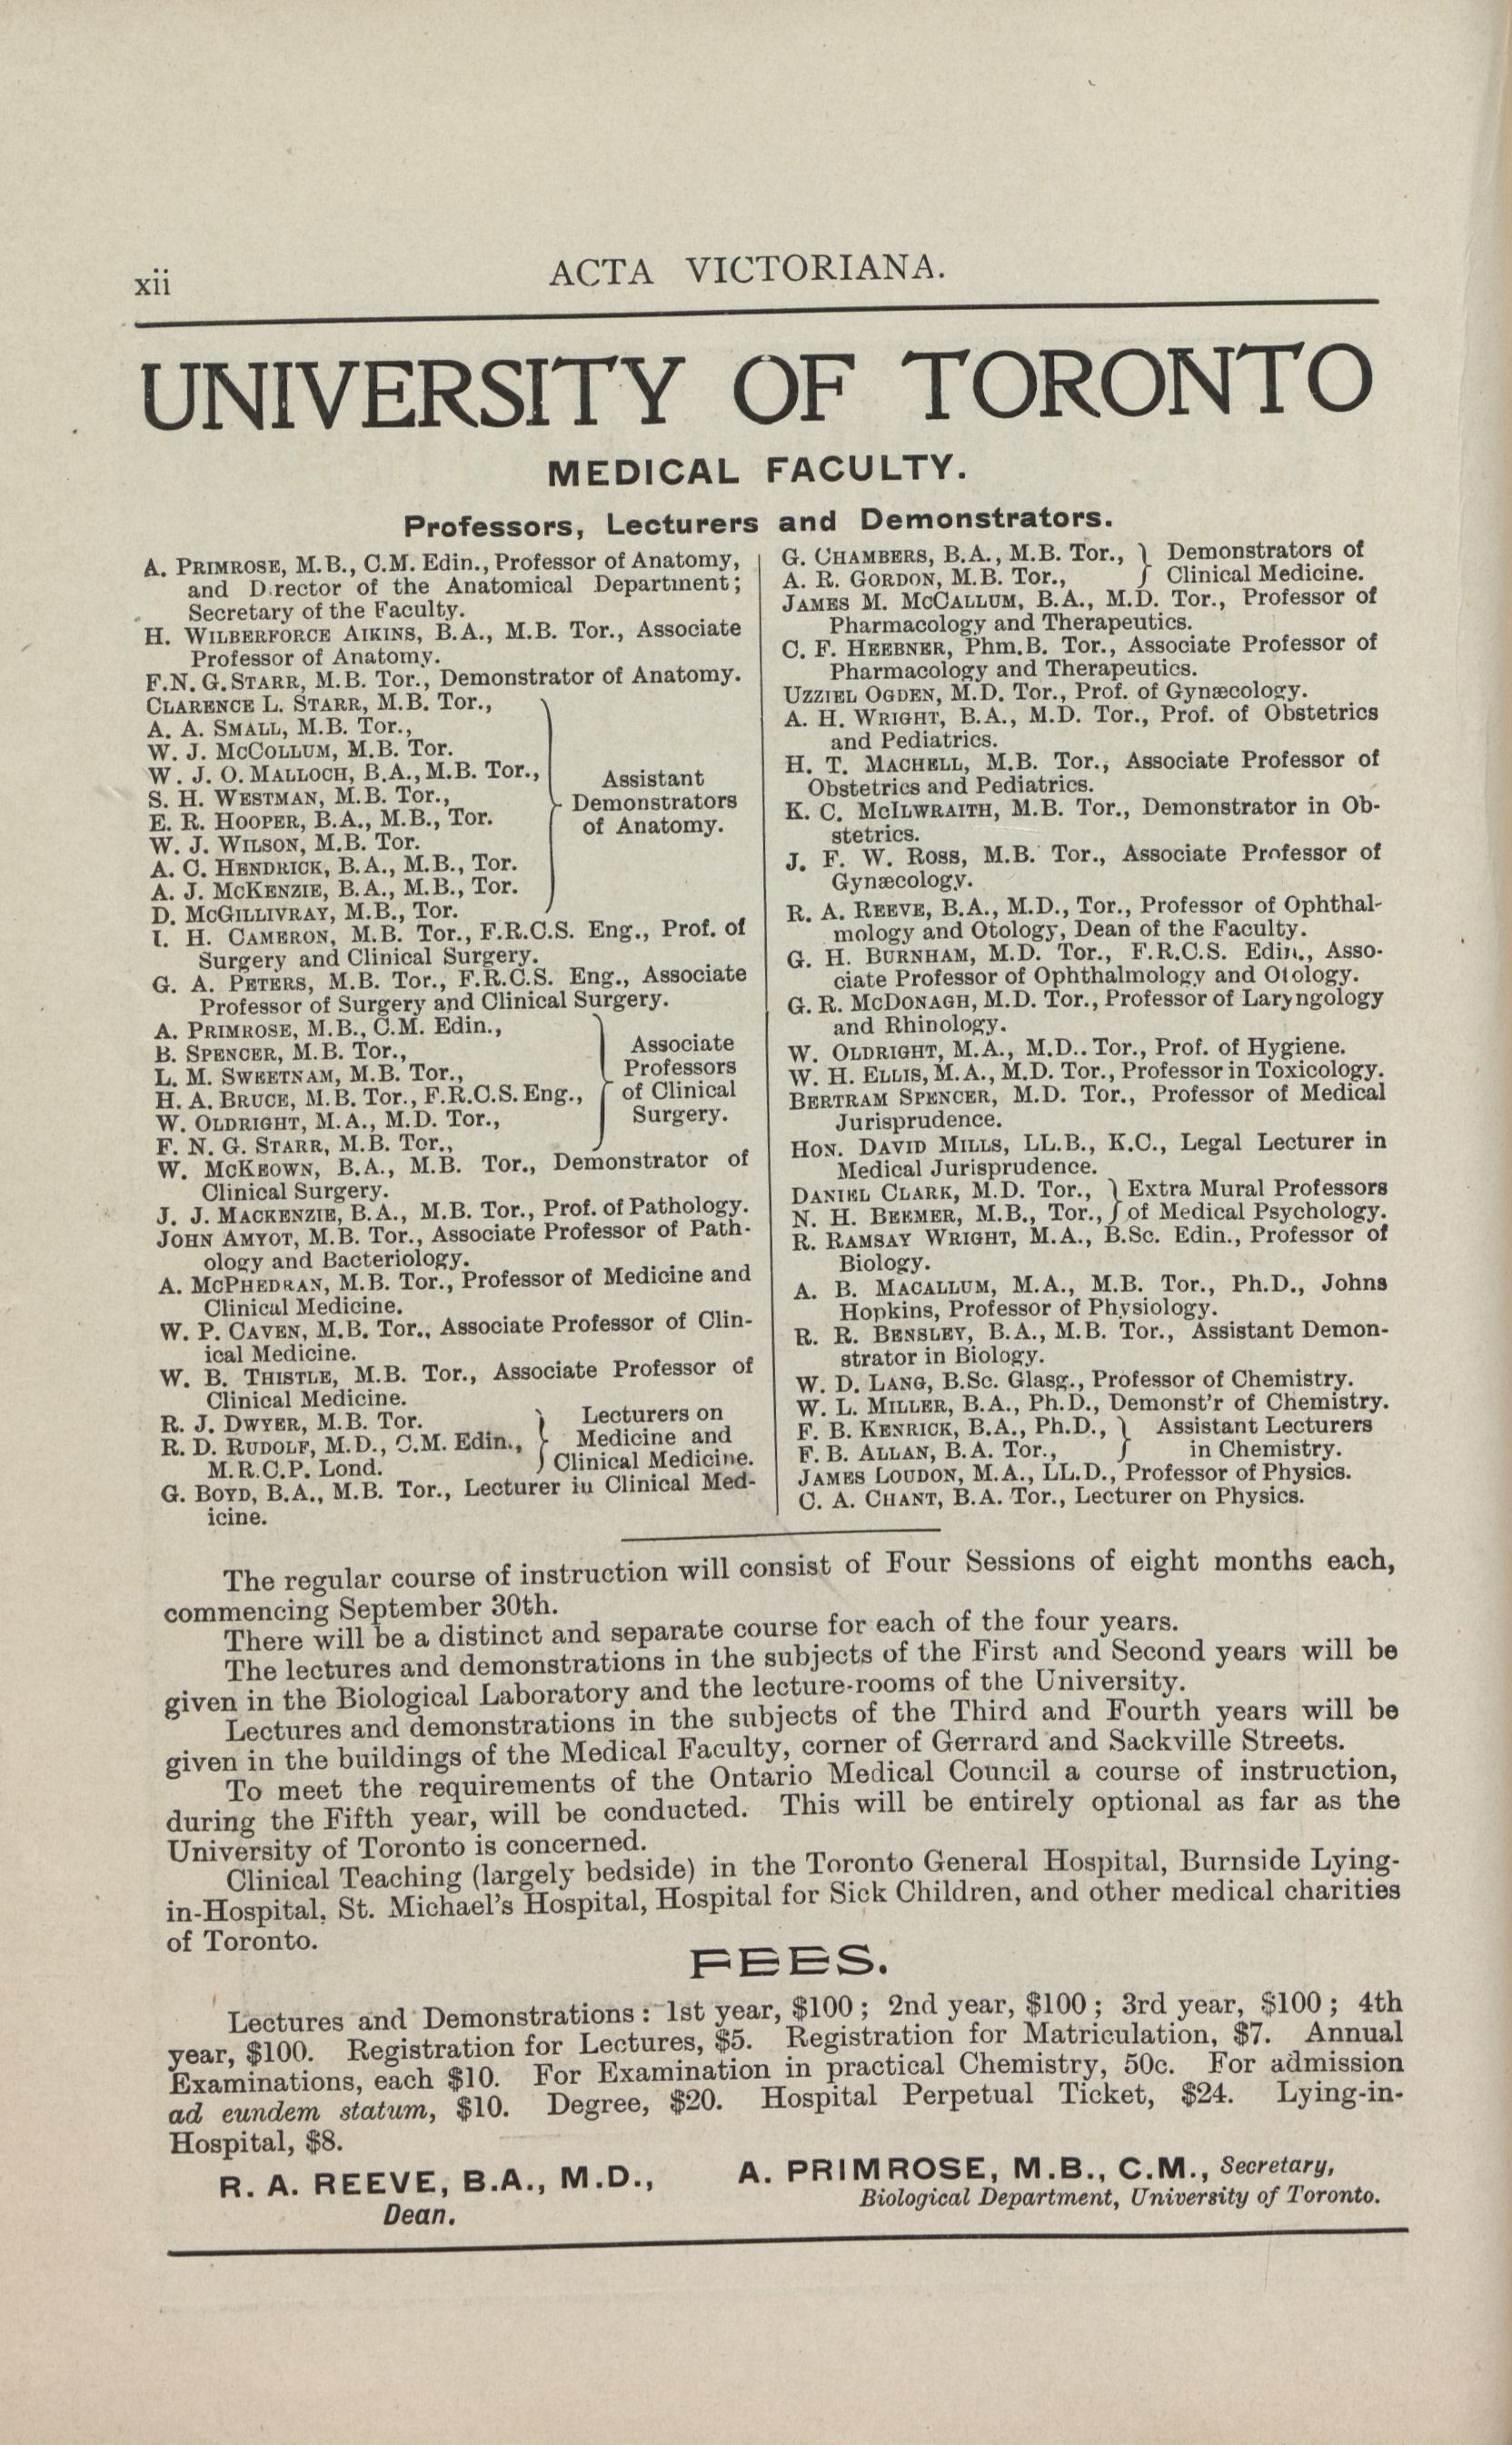 xii
ACTA VICTORIANA.
UNIVERSITY OF TORONTO
MEDICAL FACULTY.
Professors, Lecturers and Demonstrators.
A. PRIMROSE, M.B., C.M. Edin., Professor of Anatomy,
and Director of the Anatomical Department;
Secretary of the Faculty.
H. WILBERFORCE AIKINS, B.A., M.B. Tor., Associate
Professor of Anatomy.
F.N.G. STARR, M.B. Tor., Demonstrator of Anatomy.
CLARENCE L. STARR, M.B. Tor.,
A. A. SMALL, M.B. Tor.,
W. J. MCCOLLUM, M.B. Tor.
W. J. O. MALLOCH, B.A., M.B. Tor.,
S. H. WESTMAN, M.B. Tor.,
E. R. HOOPER, B.A., M.B., Tor.
W. J. WILSON, M.B. Tor.
A. C. HENDRICK, B.A., M.B., Tor.
A. J. MCKENZIE, B.A., M.B., Tor.
D. MCGILLIVRAY, M.B., Tor.
Assistant
Demonstrators
of Anatomy.
I. H. CAMERON, M.B. Tor., F.R.C.S. Eng., Prof. of
Surgery and Clinical Surgery.
G. A. PETERS, M.B. Tor., F.R.C.S. Eng., Associate
Professor of Surgery and Clinical Surgery.
A. PRIMROSE, M.B., C.M. Edin.,
B. SPENCER, M.B. Tor.,
L. M. SWEETNAM, M.B. Tor.,
H. A. BRUCE, M.B. Tor., F.R.C.S. Eng.,
W. OLDRIGHT, M.A., M.D. Tor.,
F. N. G. STARR, M.B. Tor.,
Associate
Professors
of Clinical
Surgery.
W. MCKEOWN, B.A., M.B. Tor., Demonstrator of
Clinical Surgery.
J. J. MACKENZIE, B.A., M.B. Tor., Prof. of Pathology.
JOHN AMYOT, M.B. Tor., Associate Professor of Path-
ology and Bacteriology.
A. MCPHEDRAN, M.B. Tor., Professor of Medicine and
Clinical Medicine.
W. P. CAVEN, M.B. Tor., Associate Professor of Clin-
ical Medicine.
W. B. THISTLE, M.B. Tor., Associate Professor of
Clinical Medicine.
R. J. DWYER, M.B. Tor.
R. D. RUDOLF, M.D., C.M. Edin.,
M.R.C.P. Lond.
Lecturers on
Medicine and
Clinical Medicine.
G. BOYD, B.A., M.B. Tor., Lecturer in Clinical Med-
icine.
G. CHAMBERS, B.A., M.B. Tor.,
A. R. GORDON, M.B. Tor.,
Demonstrators of
Clinical Medicine.
JAMES M. MCCALLUM, B.A., M.D. Tor., Professor of
Pharmacology and Therapeutics.
C. F. HEEBNER, Phm.B. Tor., Associate Professor of
Pharmacology and Therapeutics.
UZZIEL OGDEN, M.D. Tor., Prof. of Gynæcology.
A. H. WRIGHT, B.A., M.D. Tor., Prof. of Obstetrics
and Pediatrics.
H. T. MACHELL, M.B. Tor., Associate Professor of
Obstetrics and Pediatrics.
K. C. MCILWRAITH, M.B. Tor., Demonstrator in Ob-
stetrics.
J. F. W. ROSS, M.B. Tor., Associate Professor of
Gynæcology.
R. A. REEVE, B.A., M.D., Tor., Professor of Ophthal-
mology and Otology, Dean of the Faculty.
G. H. BURNHAM, M.D. Tor., F.R.C.S. Edin., Asso-
ciate Professor of Ophthalmology and Otology.
G. R. MCDONAGH, M.D. Tor., Professor of Laryngology
and Rhinology.
W. OLDRIGHT, M.A., M.D.. Tor., Prof. of Hygiene.
W. H. ELLIS, M.A., M.D. Tor., Professor in Toxicology.
BERTRAM SPENCER, M.D. Tor., Professor of Medical
Jurisprudence.
HON. DAVID MILLS, LL.B., K.C., Legal Lecturer in
Medical Jurisprudence.
DANIEL CLARK, M.D. Tor.,
N. H. BEEMER, M.B., Tor.,
Extra Mural Professors
of Medical Psychology.
R. RAMSAY WRIGHT, M.A., B.Sc. Edin., Professor of
Biology.
A. B. MACALLUM, M.A., M.B. Tor., Ph.D., Johns
Hopkins, Professor of Physiology.
R. R. BENSLEY, B.A., M.B. Tor., Assistant Demon-
strator in Biology.
W. D. LANG, B.Sc. Glasg., Professor of Chemistry.
W. L. MILLER, B.A., Ph.D., Demonst'r of Chemistry.
F. B. KENRICK, B.A., Ph.D.,
F. B. ALLAN, B.A. Tor.,
Assistant Lecturers
in Chemistry.
JAMES LOUDON, M.A., LL.D., Professor of Physics.
C. A. CHANT, B.A. Tor., Lecturer on Physics.
The regular course of instruction will consist of Four Sessions of eight months each,
commencing September 30th.
There will be a distinct and separate course for each of the four years.
The lectures and demonstrations in the subjects of the First and Second years will be
given in the Biological Laboratory and the lecture-rooms of the University.
Lectures and demonstrations in the subjects of the Third and Fourth years will be
given in the buildings of the Medical Faculty, corner of Gerrard and Sackville Streets.
To meet the requirements of the Ontario Medical Council a course of instruction,
during the Fifth year, will be conducted. This will be entirely optional as far as the
University of Toronto is concerned.
Clinical Teaching (largely bedside) in the Toronto General Hospital, Burnside Lying-
in-Hospital, St. Michael's Hospital, Hospital for Sick Children, and other medical charities
of Toronto.
FEES.
Lectures and Demonstrations: 1st year, $100; 2nd year, $100; 3rd year, $100; 4th
year, $100. Registration for Lectures, $5. Registration for Matriculation, $7. Annual
Examinations, each $10. For Examination in practical Chemistry, 50c. For admission
ad eundem statum, $10. Degree, $20. Hospital Perpetual Ticket, $24. Lying-in-
Hospital, $8.
R. A. REEVE, B.A., M.D.,
Dean.
A. PRIMROSE, M.B., C.M., Secretary,
Biological Department, University of Toronto.